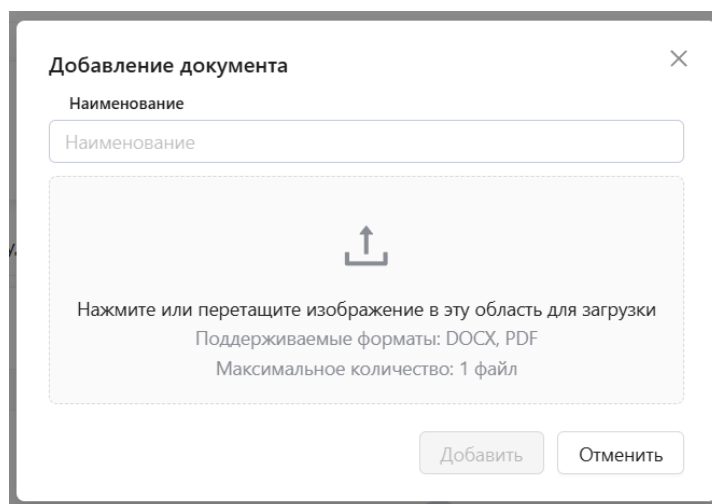 Добавление документа
Наименование
Наименование
Нажмите или перетащите изображение в эту область для загрузки
Поддерживаемые форматы: DOCX, PDF
Максимальное количество: 1 файл
Добавить
Отменить